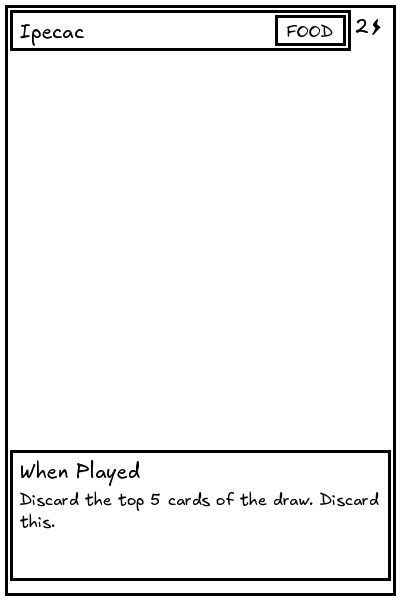 Ipecac
FOOD
2⚡
When Played
Discard the top 5 cards of the draw. Discard
this.